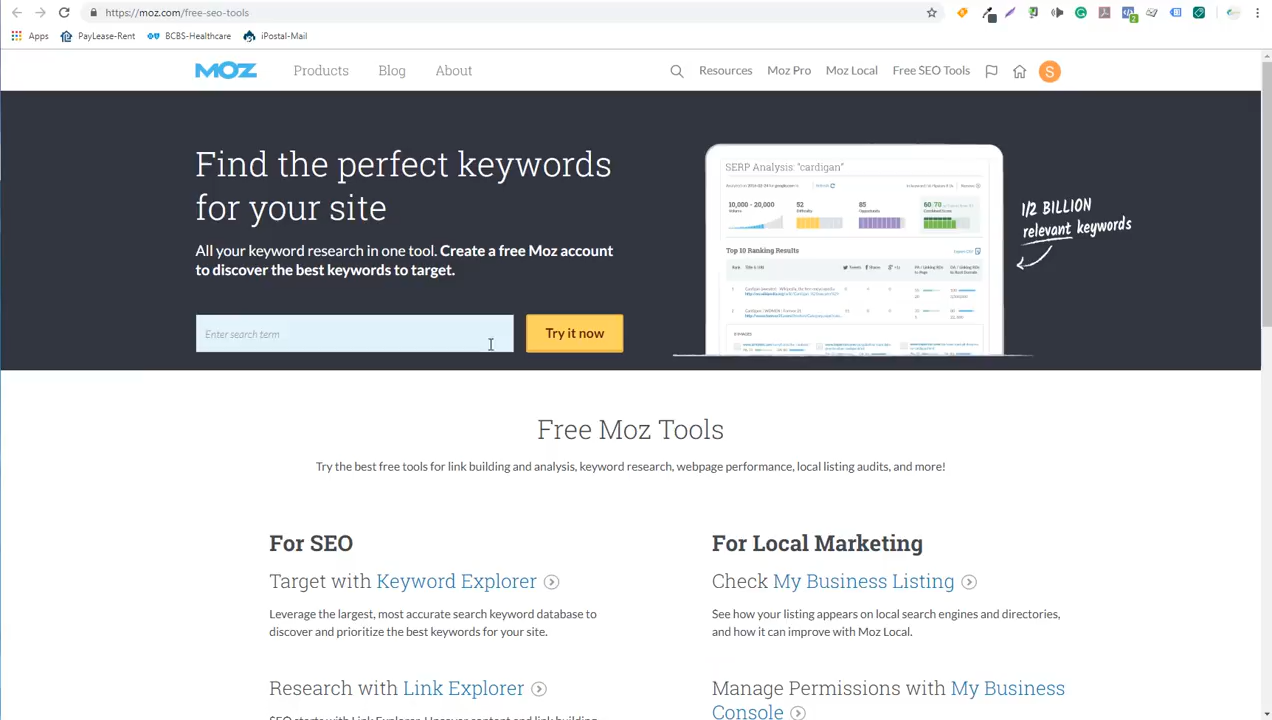 https://moz.com/free-seo-tools
Apps PayLease-Rent BCBS-Healthcare iPostal-Mail
MOZ Products Blog About Resources Moz Pro Moz Local Free SEO Tools S
Find the perfect keywords
for your site
All your keyword research in one tool. Create a free Moz account
to discover the best keywords to target.
Enter search term
Try it now
SERP Analysis: "cardigan"
10,000 - 20,000 52 85 60.70
Volume Difficulty Opportunity
Top 10 Ranking Results
Rank Title & URL
1/2 BILLION
relevant keywords
Free Moz Tools
Try the best free tools for link building and analysis, keyword research, webpage performance, local listing audits, and more!
For SEO
Target with Keyword Explorer
Leverage the largest, most accurate search keyword database to
discover and prioritize the best keywords for your site.
Research with Link Explorer
For Local Marketing
Check My Business Listing
See how your listing appears on local search engines and directories,
and how it can improve with Moz Local.
Manage Permissions with My Business
Console